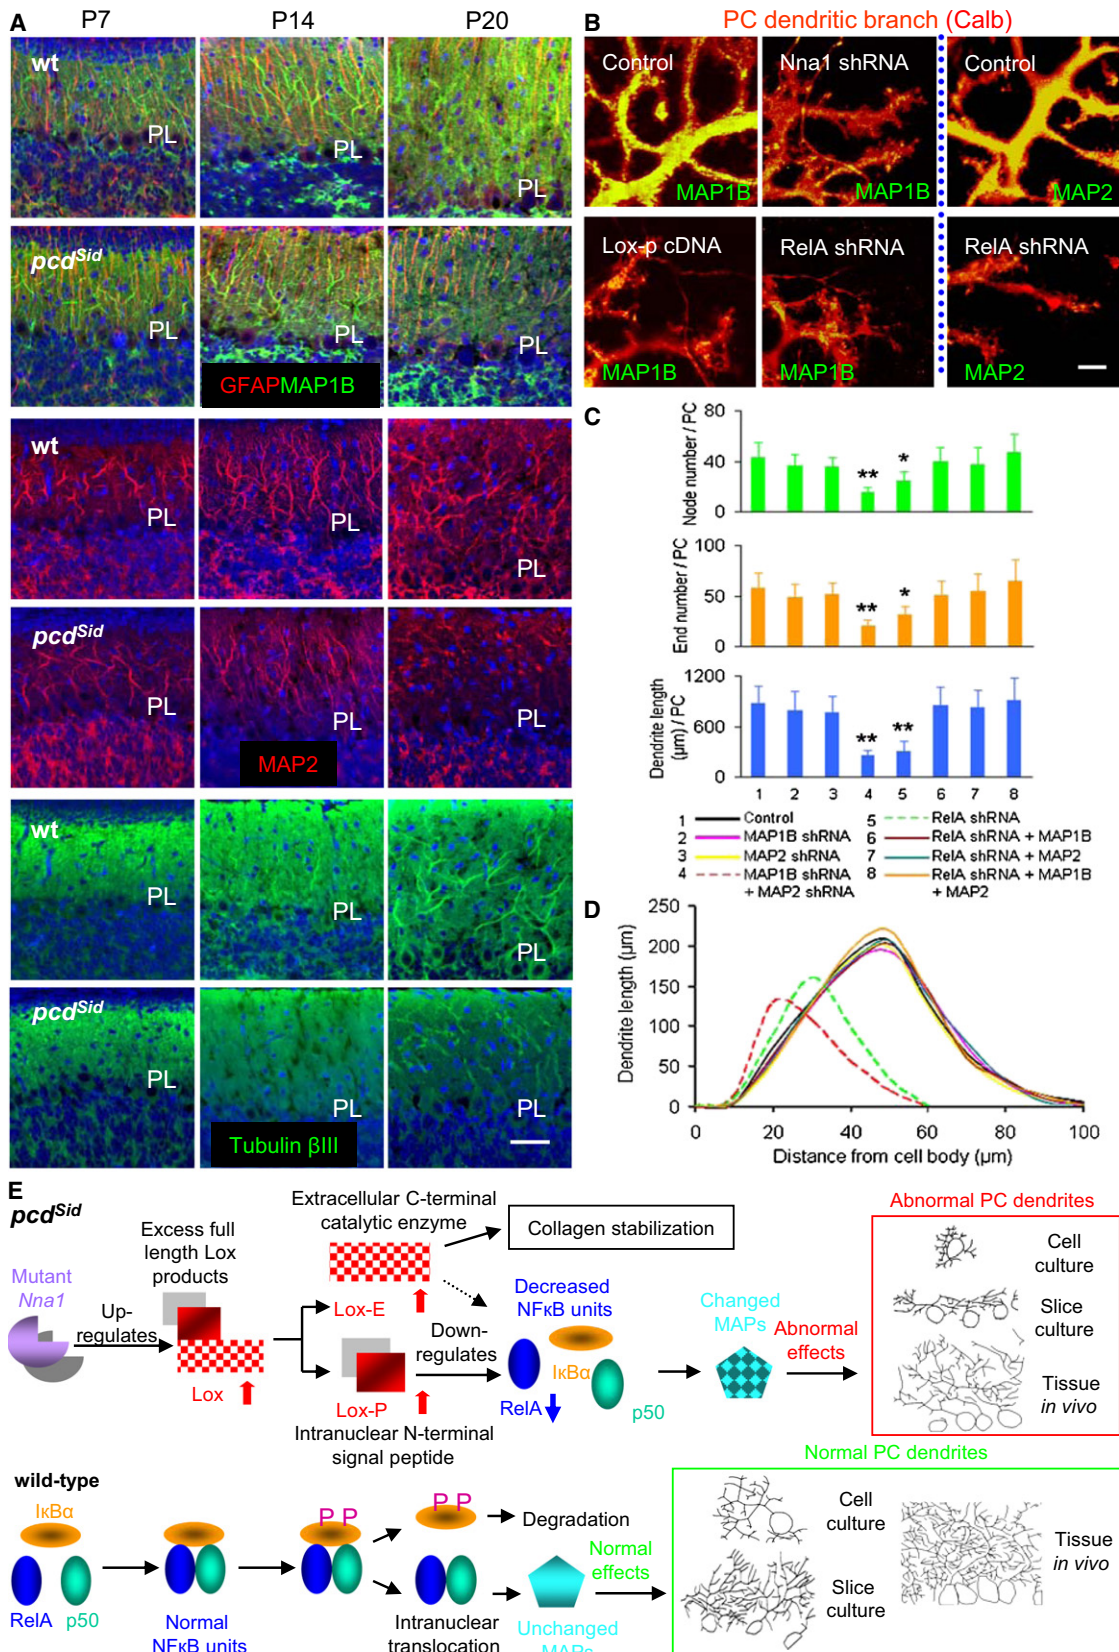 A
P7
P14
P20
wt
PL
PL
PL
pcdSid
PL
PL
PL
GFAPMAP1B
wt
PL
PL
PL
pcdSid
PL
PL
PL
MAP2
wt
PL
PL
PL
pcdSid
PL
PL
PL
Tubulin βIII
B
PC dendritic branch (Calb)
Control
MAP1B
Nna1 shRNA
MAP1B
Control
MAP2
Lox-p cDNA
MAP1B
RelA shRNA
MAP1B
RelA shRNA
MAP2
C
Node number / PC
80
40
0
**
*
End number / PC
100
50
0
**
*
Dendrite length
(µm) / PC
1200
600
0
**
**
1 2 3 4 5 6 7 8
1 Control
2 MAP1B shRNA
3 MAP2 shRNA
4 MAP1B shRNA
+ MAP2 shRNA
5 RelA shRNA
6 RelA shRNA + MAP1B
7 RelA shRNA + MAP2
8 RelA shRNA + MAP1B
+ MAP2
D
Dendrite length (µm)
250
200
150
100
50
0
0 20 40 60 80 100
Distance from cell body (µm)
E
pcdSid
Mutant
Nna1
Up-
regulates
Excess full
length Lox
products
Lox
Extracellular C-terminal
catalytic enzyme
Lox-E
Collagen stabilization
Lox-P
Intranuclear N-terminal
signal peptide
Down-
regulates
Decreased
NFκB units
IκBα
RelA
p50
Changed
MAPs
Abnormal
effects
Abnormal PC dendrites
Cell
culture
Slice
culture
Tissue
in vivo
wild-type
IκBα
RelA
p50
Normal
NFκB units
P P
P P
Degradation
Intranuclear
translocation
Unchanged
MAPs
Normal
effects
Normal PC dendrites
Cell
culture
Slice
culture
Tissue
in vivo